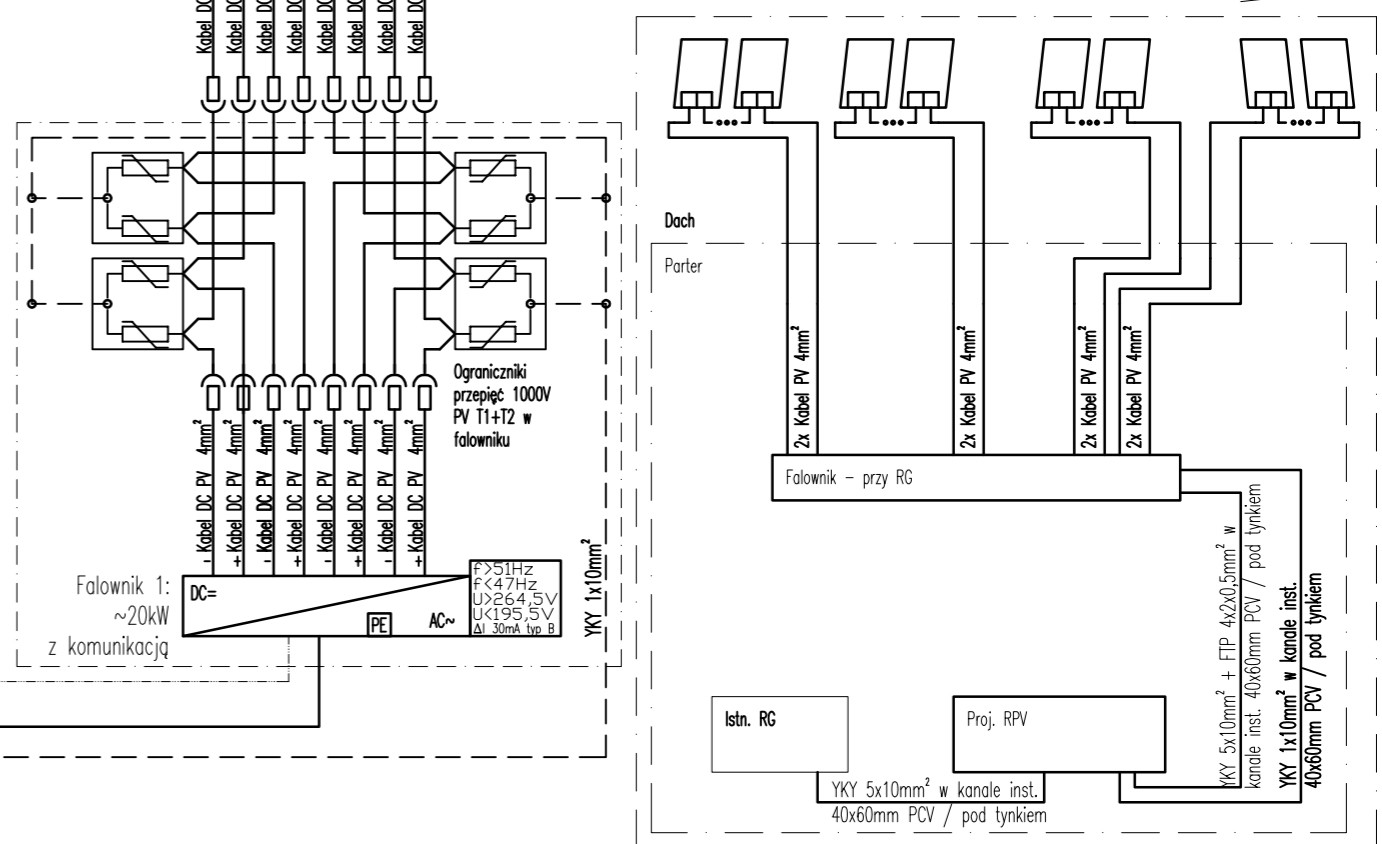 Kabel DC
Kabel DC
Kabel DC
Kabel DC
Kabel DC
Kabel DC
Kabel DC
Kabel DC
Ograniczniki
przepięć 1000V
PV T1+T2 w
falowniku
- Kabel DC PV 4mm²
+ Kabel DC PV 4mm²
- Kabel DC PV 4mm²
+ Kabel DC PV 4mm²
- Kabel DC PV 4mm²
+ Kabel DC PV 4mm²
- Kabel DC PV 4mm²
+ Kabel DC PV 4mm²
YKY 1x10mm²
Falownik 1:
~20kW
z komunikacją
DC=
PE
AC~
f>51Hz
f<47Hz
U>264,5V
U<195,5V
ΔI 30mA typ B
Dach
Parter
2x Kabel PV 4mm²
2x Kabel PV 4mm²
2x Kabel PV 4mm²
2x Kabel PV 4mm²
Falownik – przy RG
YKY 5x10mm² + FTP 4x2x0,5mm² w
kanale inst. 40x60mm PCV / pod tynkiem
YKY 1x10mm² w kanale inst.
40x60mm PCV / pod tynkiem
Istn. RG
Proj. RPV
YKY 5x10mm² w kanale inst.
40x60mm PCV / pod tynkiem